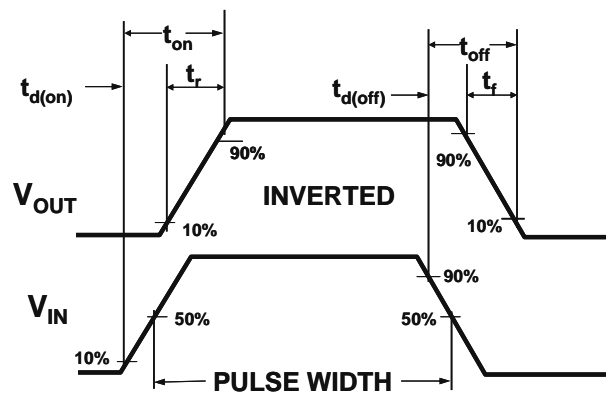 t_on
t_off
t_r
t_f
t_d(on)
t_d(off)
90%
90%
V_OUT
INVERTED
10%
10%
90%
V_IN
50%
50%
10%
PULSE WIDTH